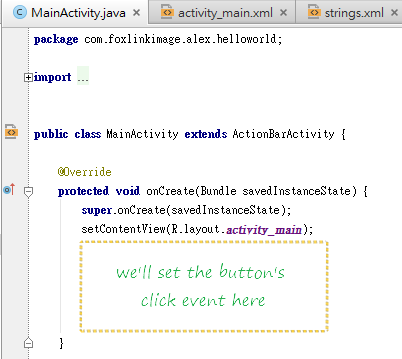 MainActivity.java × activity_main.xml × strings.xml ×
package com.foxlinkimage.alex.helloworld;
import ...
public class MainActivity extends ActionBarActivity {
@Override
protected void onCreate(Bundle savedInstanceState) {
super.onCreate(savedInstanceState);
setContentView(R.layout.activity_main);
we'll set the button's
click event here
}